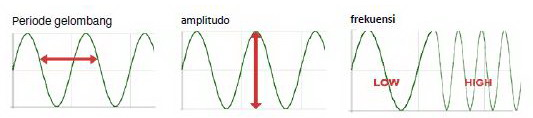 Periode gelombang
amplitudo
frekuensi
LOW
HIGH